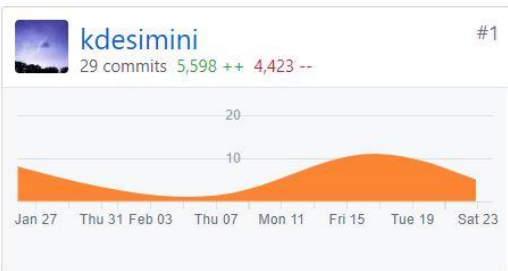 kdesimini #1
29 commits 5,598 ++ 4,423 --
20
10
Jan 27 Thu 31 Feb 03 Thu 07 Mon 11 Fri 15 Tue 19 Sat 23